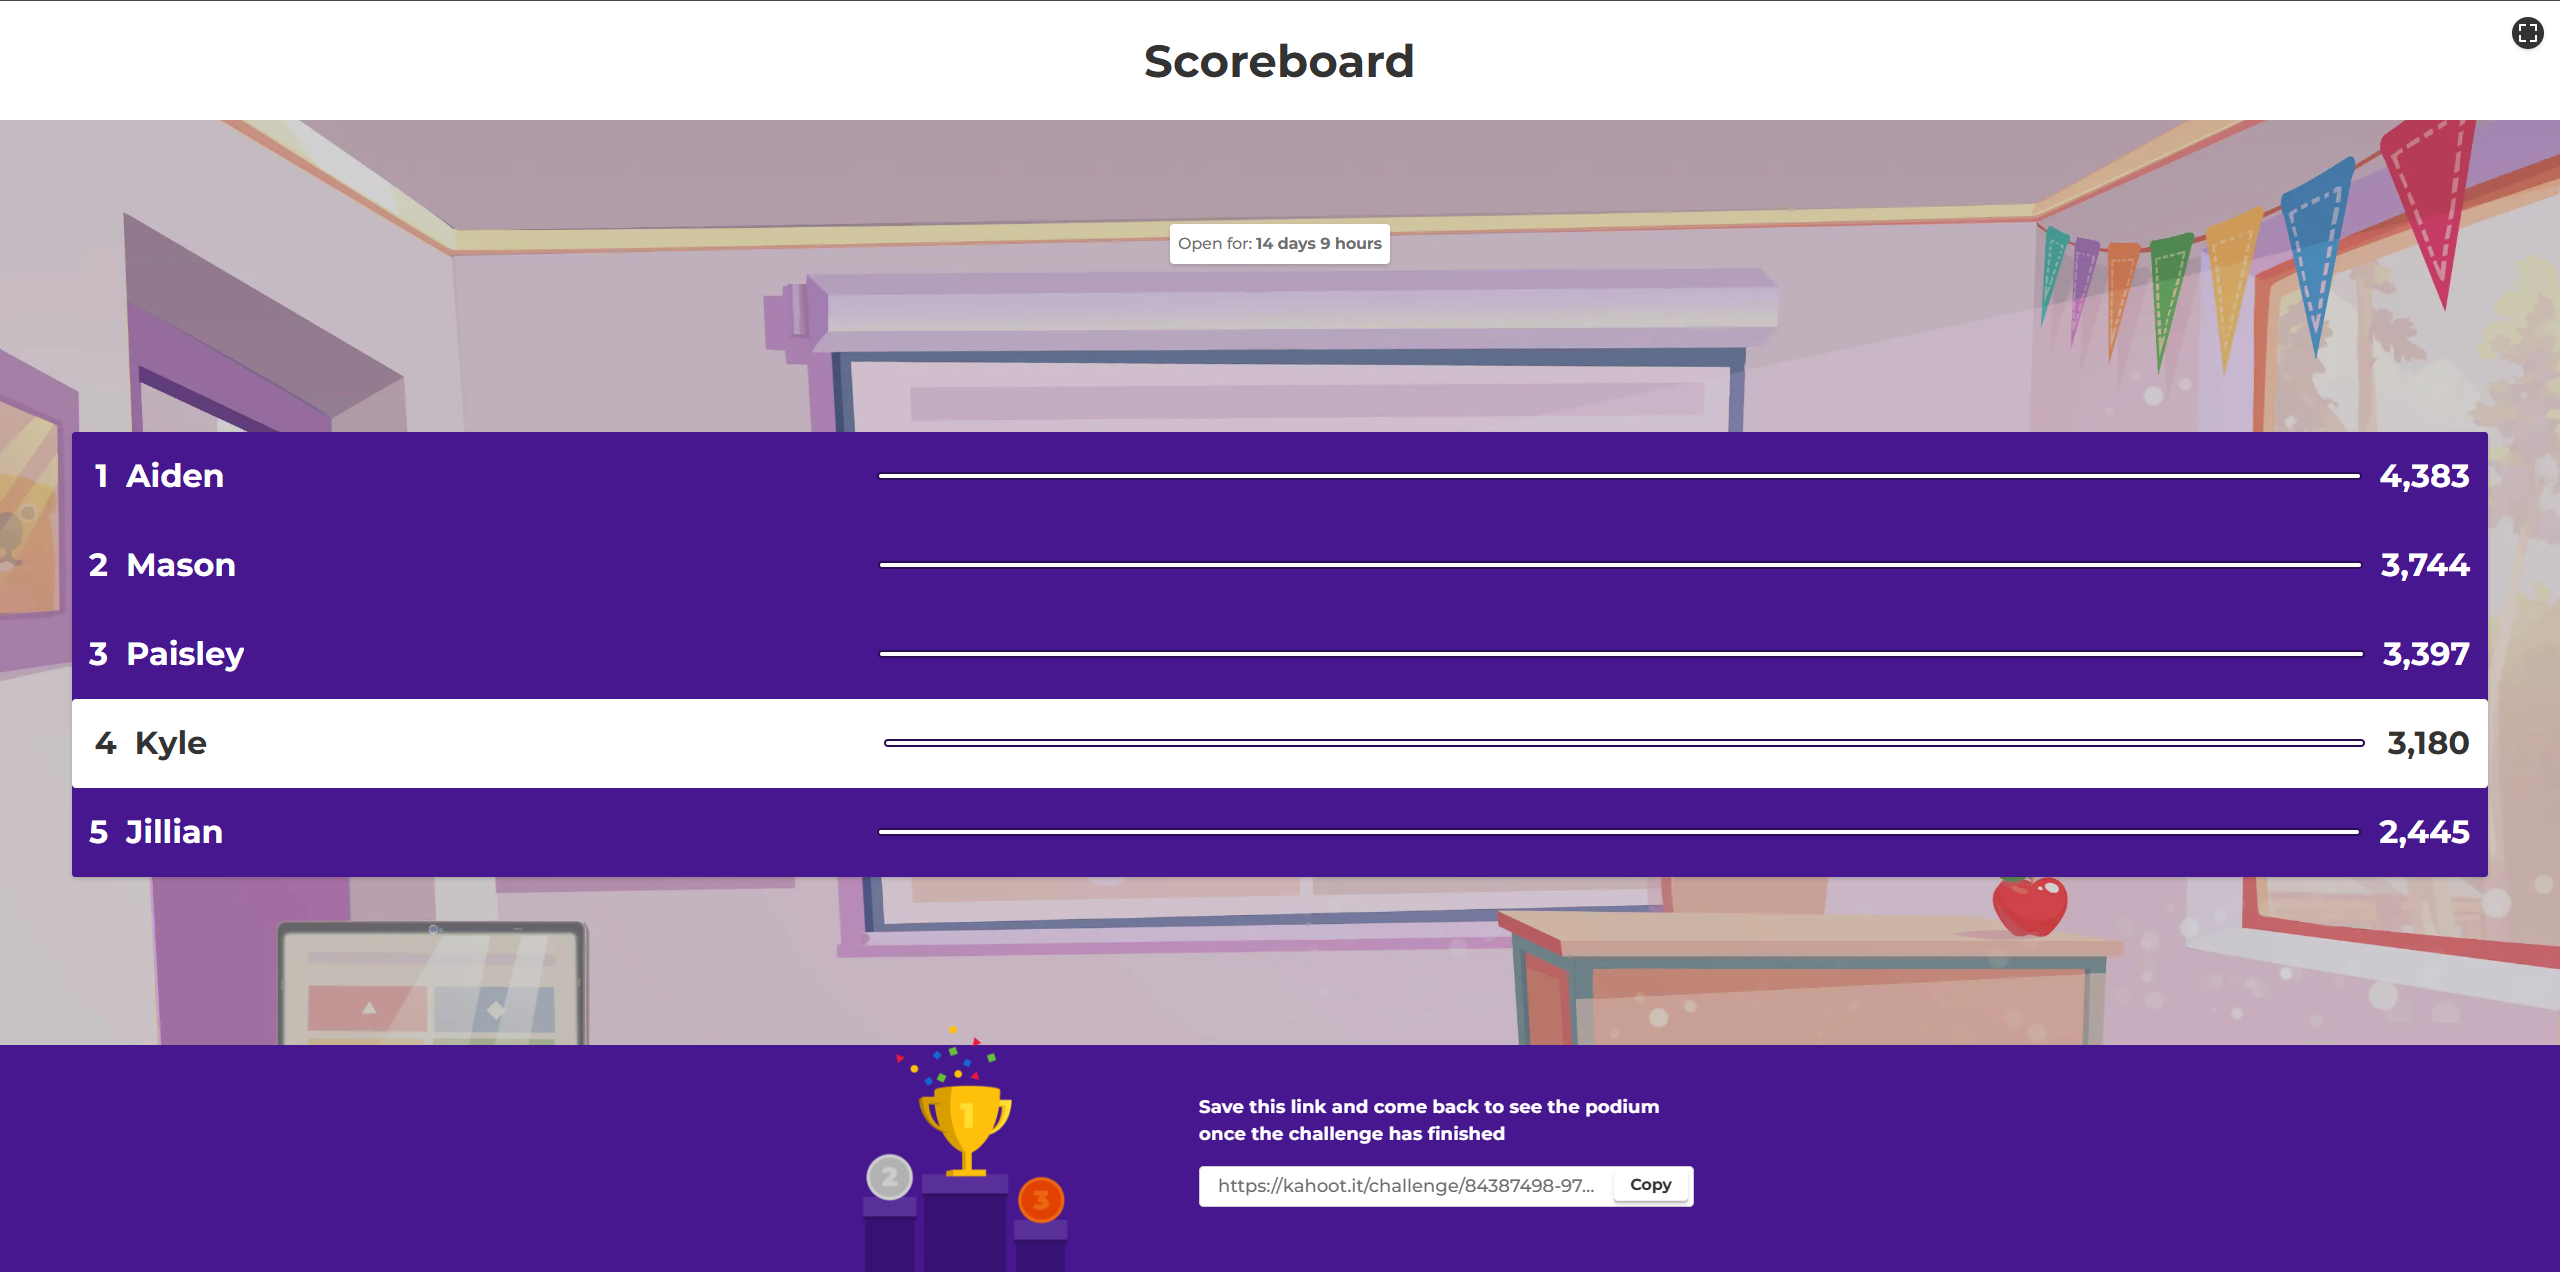 Scoreboard
Open for: 14 days 9 hours
1 Aiden 4,383
2 Mason 3,744
3 Paisley 3,397
4 Kyle 3,180
5 Jillian 2,445
1
2
3
Save this link and come back to see the podium
once the challenge has finished
https://kahoot.it/challenge/84387498-97... Copy